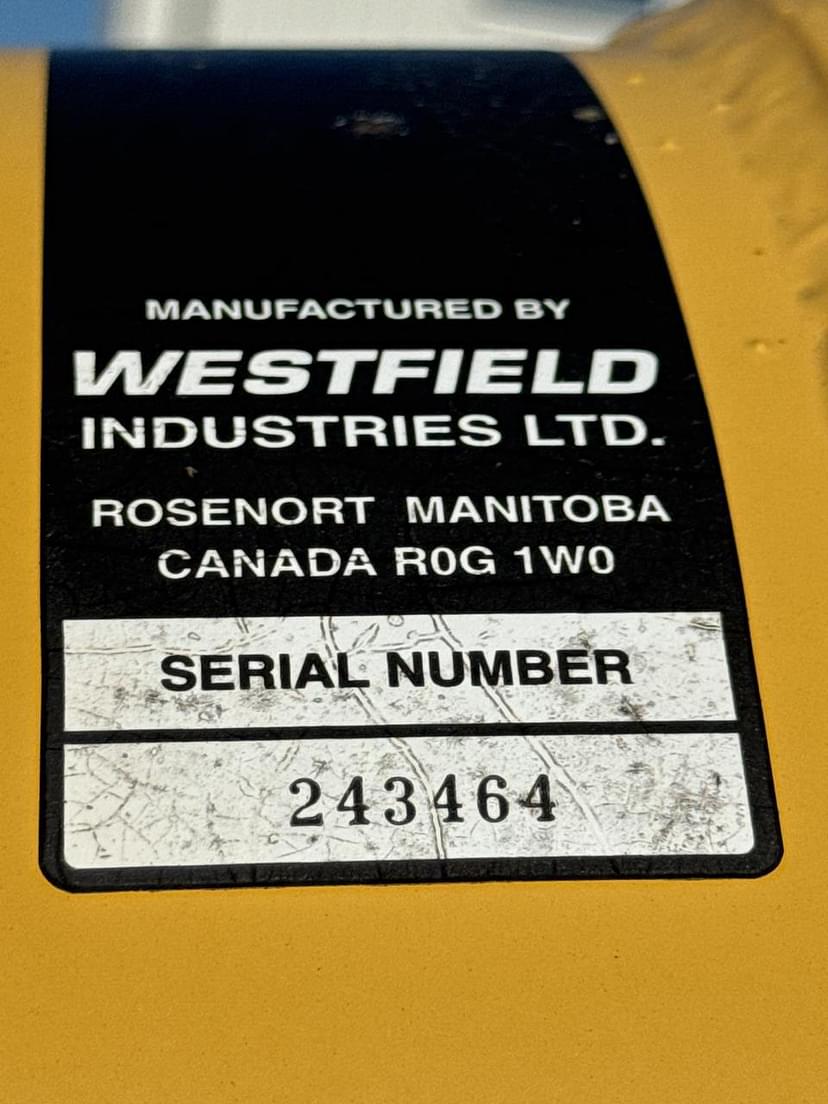 MANUFACTURED BY
WESTFIELD
INDUSTRIES LTD.
ROSENORT MANITOBA
CANADA R0G 1W0
SERIAL NUMBER
243464